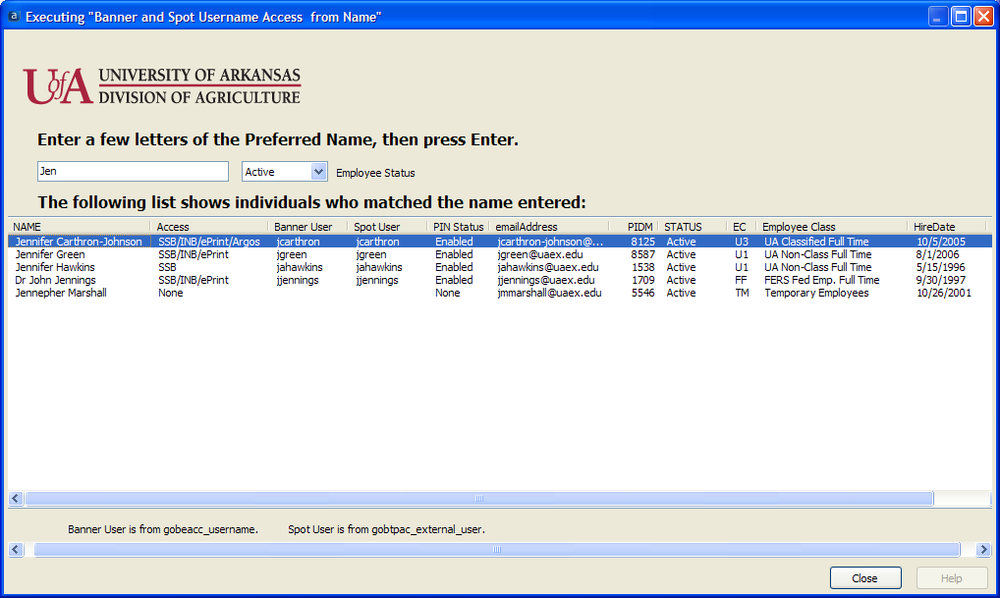 a Executing "Banner and Spot Username Access from Name"
UofA UNIVERSITY OF ARKANSAS
DIVISION OF AGRICULTURE
Enter a few letters of the Preferred Name, then press Enter.
Jen Active Employee Status
The following list shows individuals who matched the name entered:
NAME Access Banner User Spot User PIN Status emailAddress PIDM STATUS EC Employee Class HireDate
Jennifer Carthron-Johnson SSB/INB/ePrint/Argos jcarthron jcarthron Enabled jcarthron-johnson@... 8125 Active U3 UA Classified Full Time 10/5/2005
Jennifer Green SSB/INB/ePrint jgreen jgreen Enabled jgreen@uaex.edu 8587 Active U1 UA Non-Class Full Time 8/1/2006
Jennifer Hawkins SSB jahawkins jahawkins Enabled jahawkins@uaex.edu 1538 Active U1 UA Non-Class Full Time 5/15/1996
Dr John Jennings SSB/INB/ePrint jjennings jjennings Enabled jjennings@uaex.edu 1709 Active FF FERS Fed Emp. Full Time 9/30/1997
Jennepher Marshall None None jmmarshall@uaex.edu 5546 Active TM Temporary Employees 10/26/2001
Banner User is from gobeacc_username. Spot User is from gobtpac_external_user.
Close Help